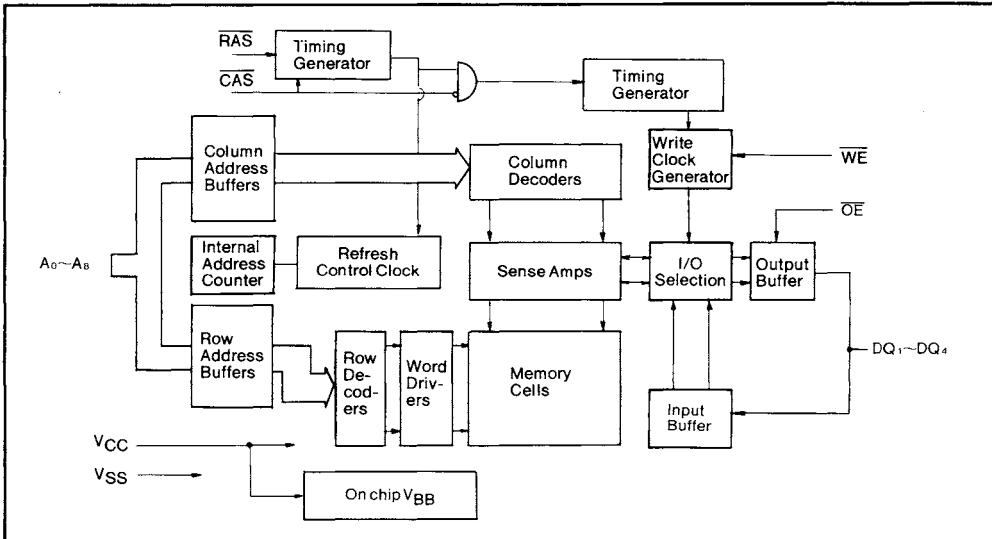 RAS
CAS
Timing
Generator
Timing
Generator
Column
Address
Buffers
Column
Decoders
Write
Clock
Generator
WE
OE
A₀~A₈
Internal
Address
Counter
Refresh
Control Clock
Sense Amps
I/O
Selection
Output
Buffer
Row
Address
Buffers
Row
De-
cod-
ers
Word
Driv-
ers
Memory
Cells
DQ₁~DQ₄
Input
Buffer
VCC
VSS
On chip VBB